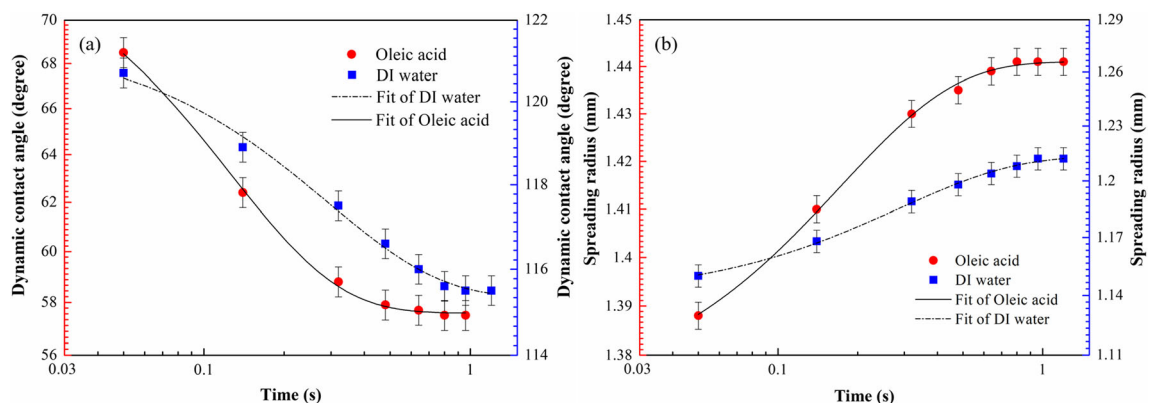 (a)
70
68
66
64
62
60
58
56
Dynamic contact angle (degree)
0.03
0.1
1
Time (s)
122
120
118
116
114
Dynamic contact angle (degree)
Oleic acid
DI water
Fit of DI water
Fit of Oleic acid
(b)
1.45
1.44
1.43
1.42
1.41
1.4
1.39
1.38
Spreading radius (mm)
0.03
0.1
1
Time (s)
1.29
1.26
1.23
1.2
1.17
1.14
1.11
Spreading radius (mm)
Oleic acid
DI water
Fit of Oleic acid
Fit of DI water